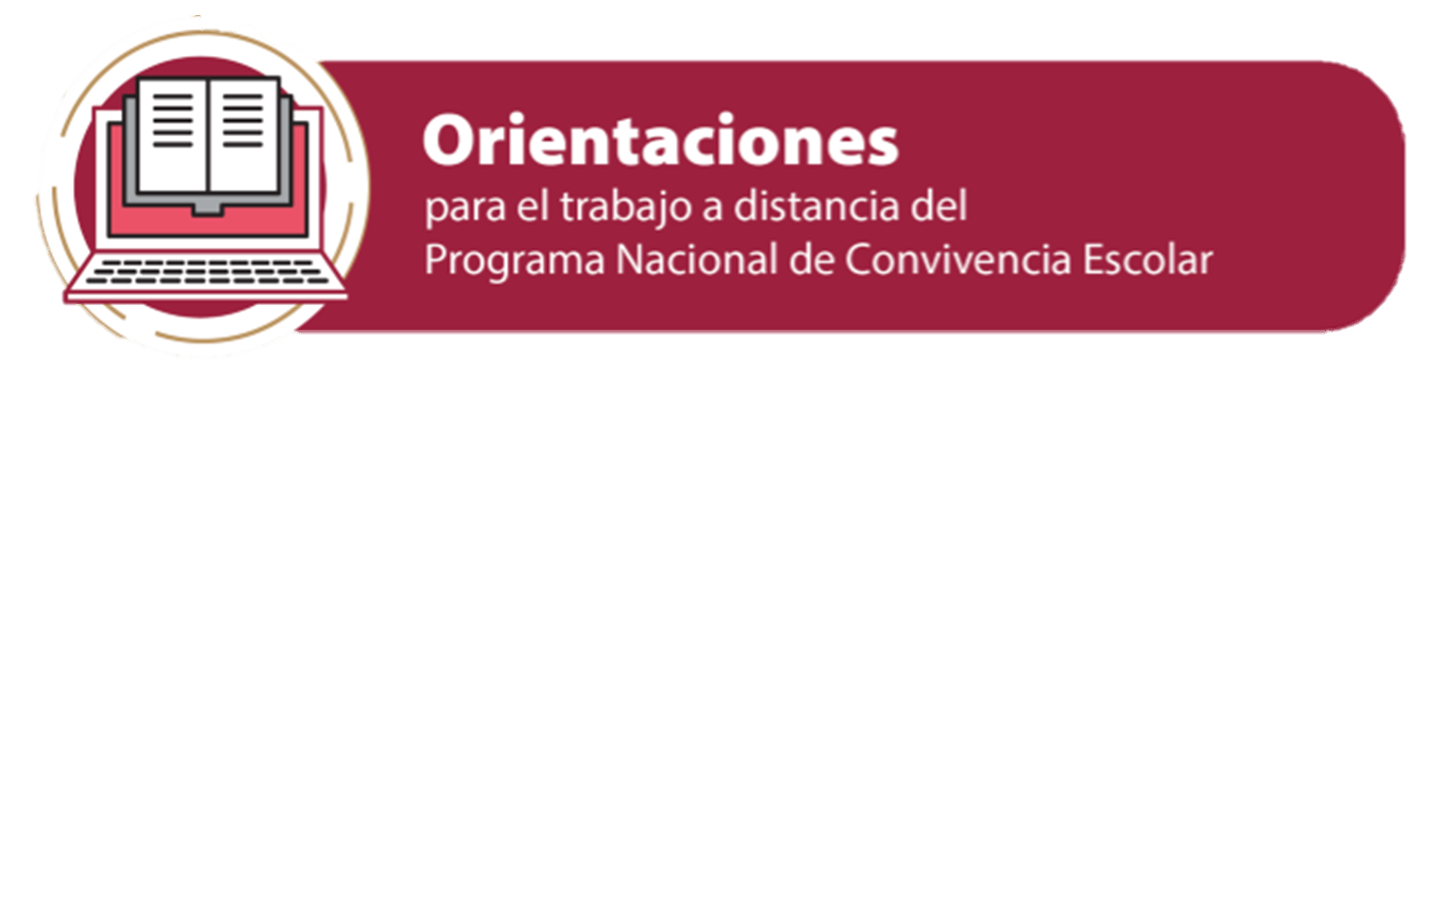 Orientaciones
para el trabajo a distancia del
Programa Nacional de Convivencia Escolar